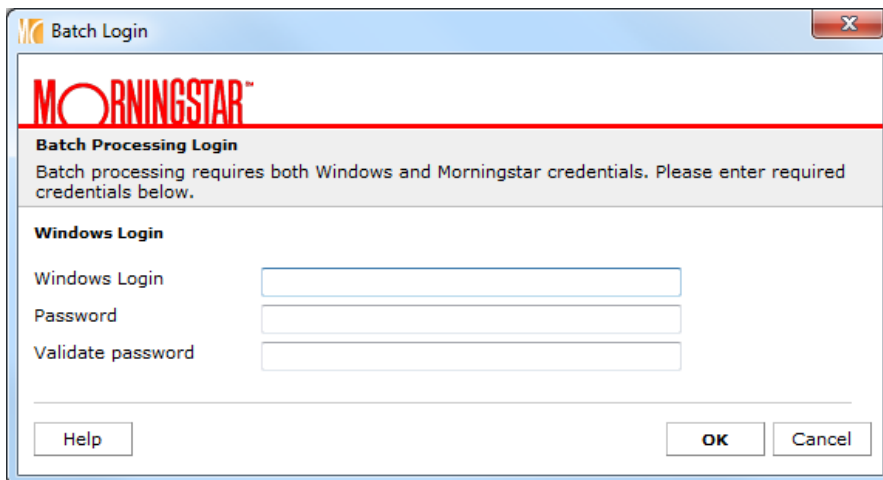 Batch Login
MORNINGSTAR™
Batch Processing Login
Batch processing requires both Windows and Morningstar credentials. Please enter required
credentials below.
Windows Login
Windows Login
Password
Validate password
Help
OK
Cancel